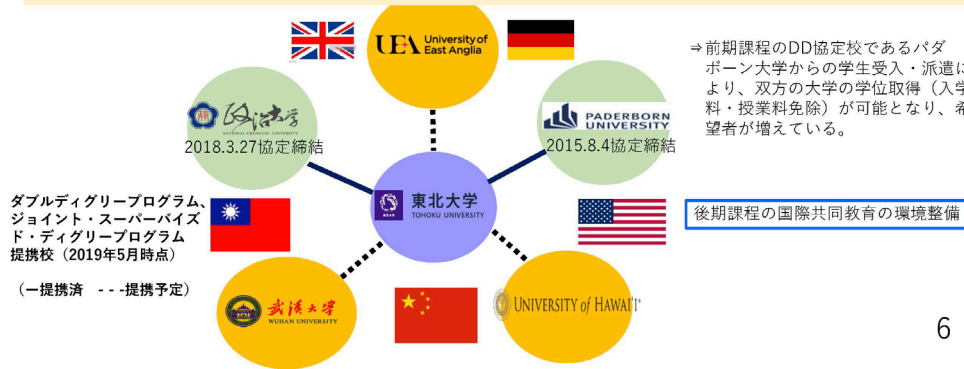 UEA University of
East Anglia
政治大學
NATIONAL CHENGCHI UNIVERSITY
2018.3.27協定締結
PADERBORN
UNIVERSITY
2015.8.4協定締結
⇒前期課程のDD協定校であるパダ
ボーン大学からの学生受入・派遣に
より、双方の大学の学位取得（入学
料・授業料免除）が可能となり、希
望者が増えている。
東北大学
TOHOKU UNIVERSITY
ダブルディグリープログラム、
ジョイント・スーパーバイズ
ド・ディグリープログラム
提携校（2019年5月時点）
（ー提携済 - - -提携予定）
後期課程の国際共同教育の環境整備
武漢大学
WUHAN UNIVERSITY
UNIVERSITY of HAWAI'I
6